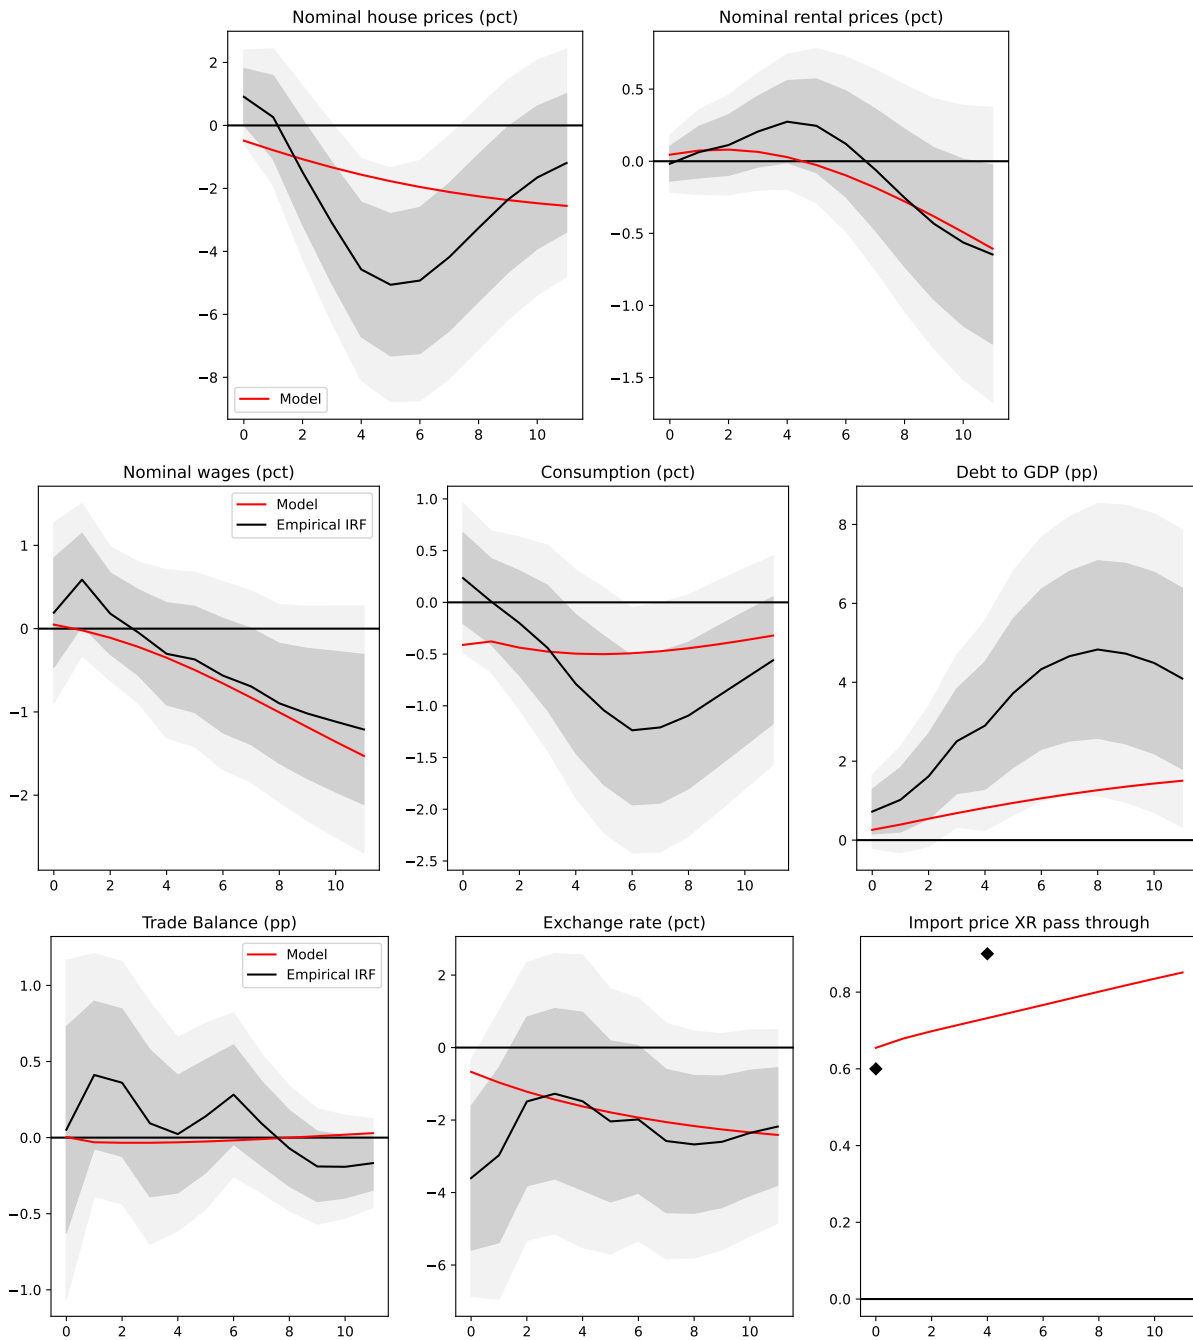 Nominal house prices (pct)
Nominal rental prices (pct)
2
0
−2
−4
−6
−8
Model
0 2 4 6 8 10
0.5
0.0
−0.5
−1.0
−1.5
0 2 4 6 8 10
Nominal wages (pct)
Consumption (pct)
Debt to GDP (pp)
1
0
−1
−2
Model
Empirical IRF
0 2 4 6 8 10
1.0
0.5
0.0
−0.5
−1.0
−1.5
−2.0
−2.5
0 2 4 6 8 10
8
6
4
2
0
0 2 4 6 8 10
Trade Balance (pp)
Exchange rate (pct)
Import price XR pass through
1.0
0.5
0.0
−0.5
−1.0
Model
Empirical IRF
0 2 4 6 8 10
2
0
−2
−4
−6
0 2 4 6 8 10
0.8
0.6
0.4
0.2
0.0
0 2 4 6 8 10